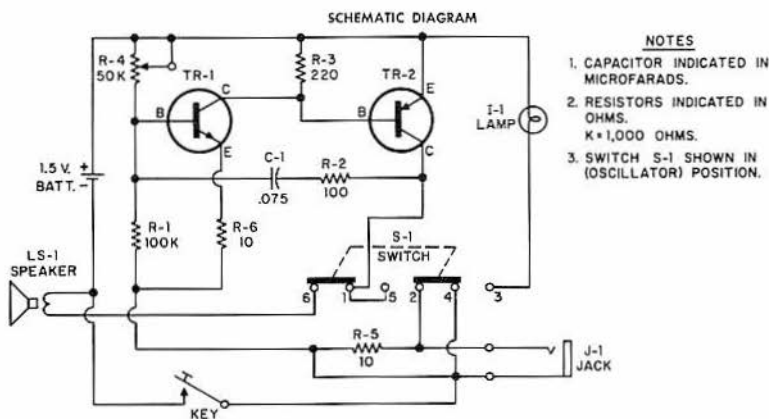 SCHEMATIC DIAGRAM
NOTES
1. CAPACITOR INDICATED IN
MICROFARADS.
2. RESISTORS INDICATED IN
OHMS.
K=1,000 OHMS.
3. SWITCH S-1 SHOWN IN
(OSCILLATOR) POSITION.
R-4
50K
TR-1
C
B
E
R-3
220
TR-2
E
B
C
I-1
LAMP
1.5 V.
BATT.
+
-
C-1
.075
R-2
100
R-1
100K
R-6
10
LS-1
SPEAKER
S-1
SWITCH
6
1
5
2
4
3
R-5
10
J-1
JACK
KEY